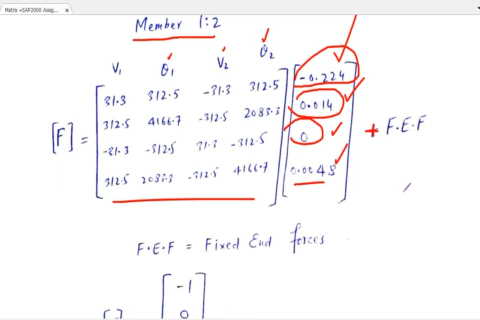 Matrix +SAP2000 Assig...
Member 1:2
V₁ θ₁ V₂ θ₂
31.3 312.5 -31.3 312.5 -0.224
312.5 4166.7 -312.5 2083.3 0.014
[F] = + F.E.F
-31.3 -312.5 31.3 -312.5 0
312.5 2083.3 -312.5 4166.7 0.0048
F.E.F = Fixed End forces
-1
0